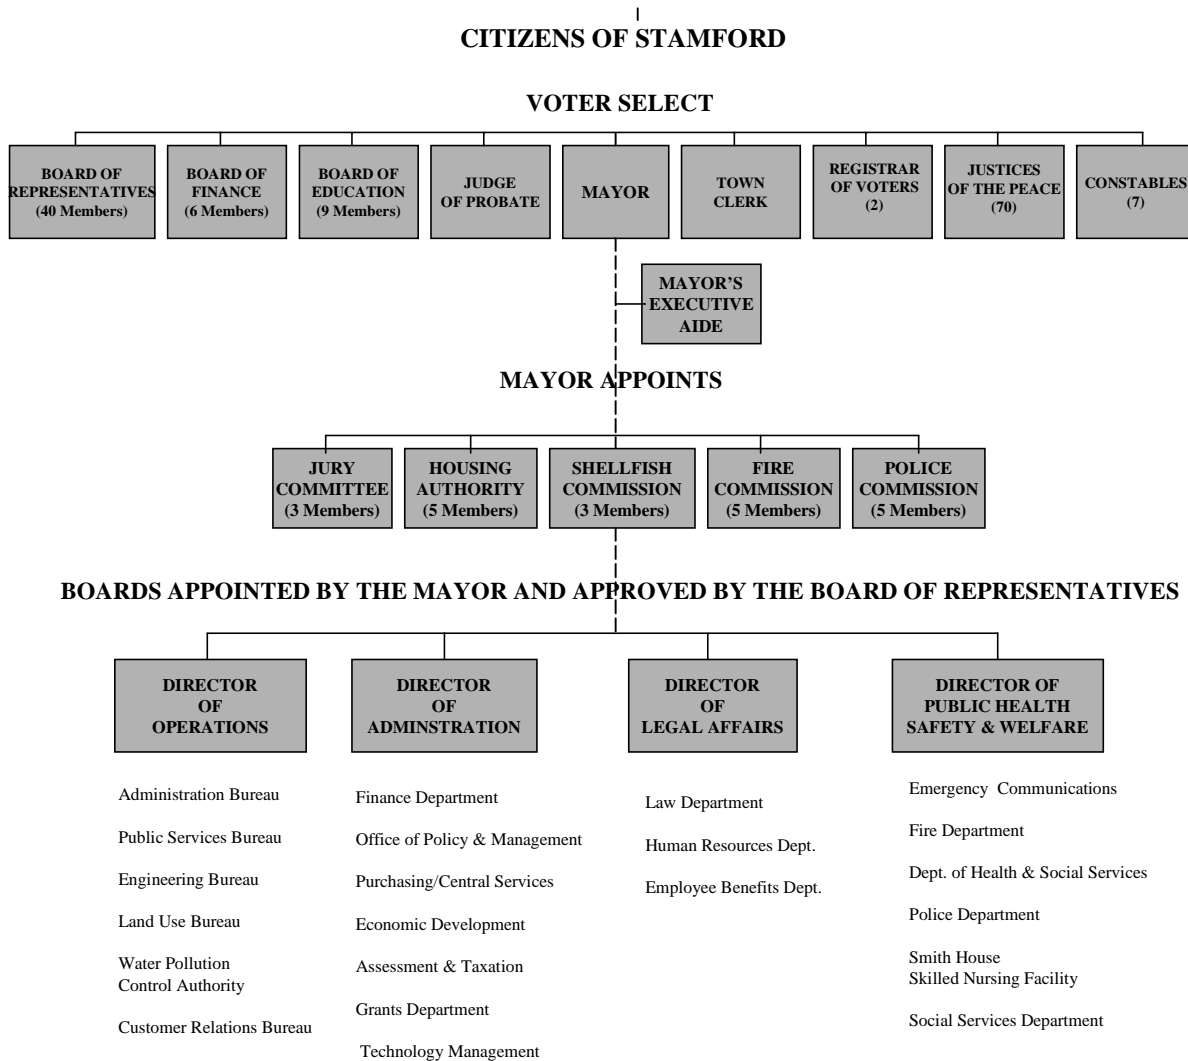 CITIZENS OF STAMFORD
VOTER SELECT
BOARD OF
REPRESENTATIVES
(40 Members)
BOARD OF
FINANCE
(6 Members)
BOARD OF
EDUCATION
(9 Members)
JUDGE
OF PROBATE
MAYOR
TOWN
CLERK
REGISTRAR
OF VOTERS
(2)
JUSTICES
OF THE PEACE
(70)
CONSTABLES
(7)
MAYOR'S
EXECUTIVE
AIDE
MAYOR APPOINTS
JURY
COMMITTEE
(3 Members)
HOUSING
AUTHORITY
(5 Members)
SHELLFISH
COMMISSION
(3 Members)
FIRE
COMMISSION
(5 Members)
POLICE
COMMISSION
(5 Members)
BOARDS APPOINTED BY THE MAYOR AND APPROVED BY THE BOARD OF REPRESENTATIVES
DIRECTOR
OF
OPERATIONS
Administration Bureau
Public Services Bureau
Engineering Bureau
Land Use Bureau
Water Pollution
Control Authority
Customer Relations Bureau
DIRECTOR
OF
ADMINSTRATION
Finance Department
Office of Policy & Management
Purchasing/Central Services
Economic Development
Assessment & Taxation
Grants Department
Technology Management
DIRECTOR
OF
LEGAL AFFAIRS
Law Department
Human Resources Dept.
Employee Benefits Dept.
DIRECTOR OF
PUBLIC HEALTH
SAFETY & WELFARE
Emergency Communications
Fire Department
Dept. of Health & Social Services
Police Department
Smith House
Skilled Nursing Facility
Social Services Department